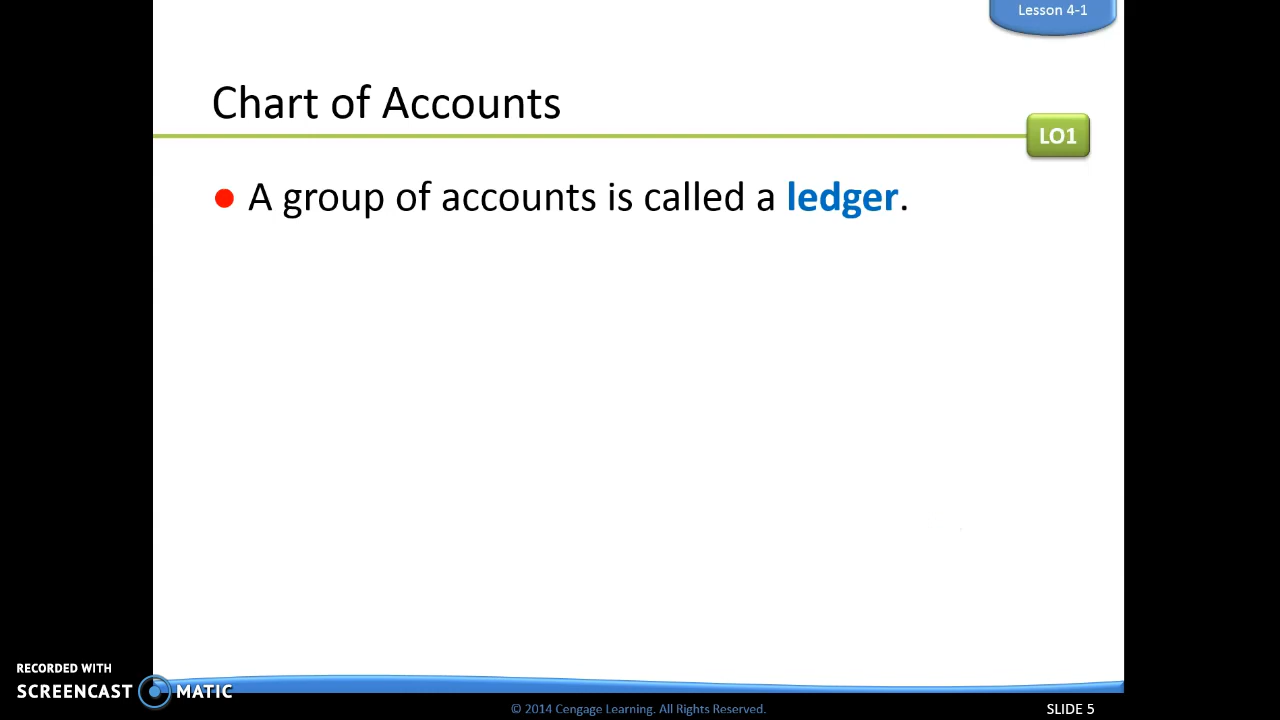 Lesson 4-1
Chart of Accounts
LO1
A group of accounts is called a ledger.
RECORDED WITH
SCREENCAST MATIC
© 2014 Cengage Learning. All Rights Reserved.
SLIDE 5